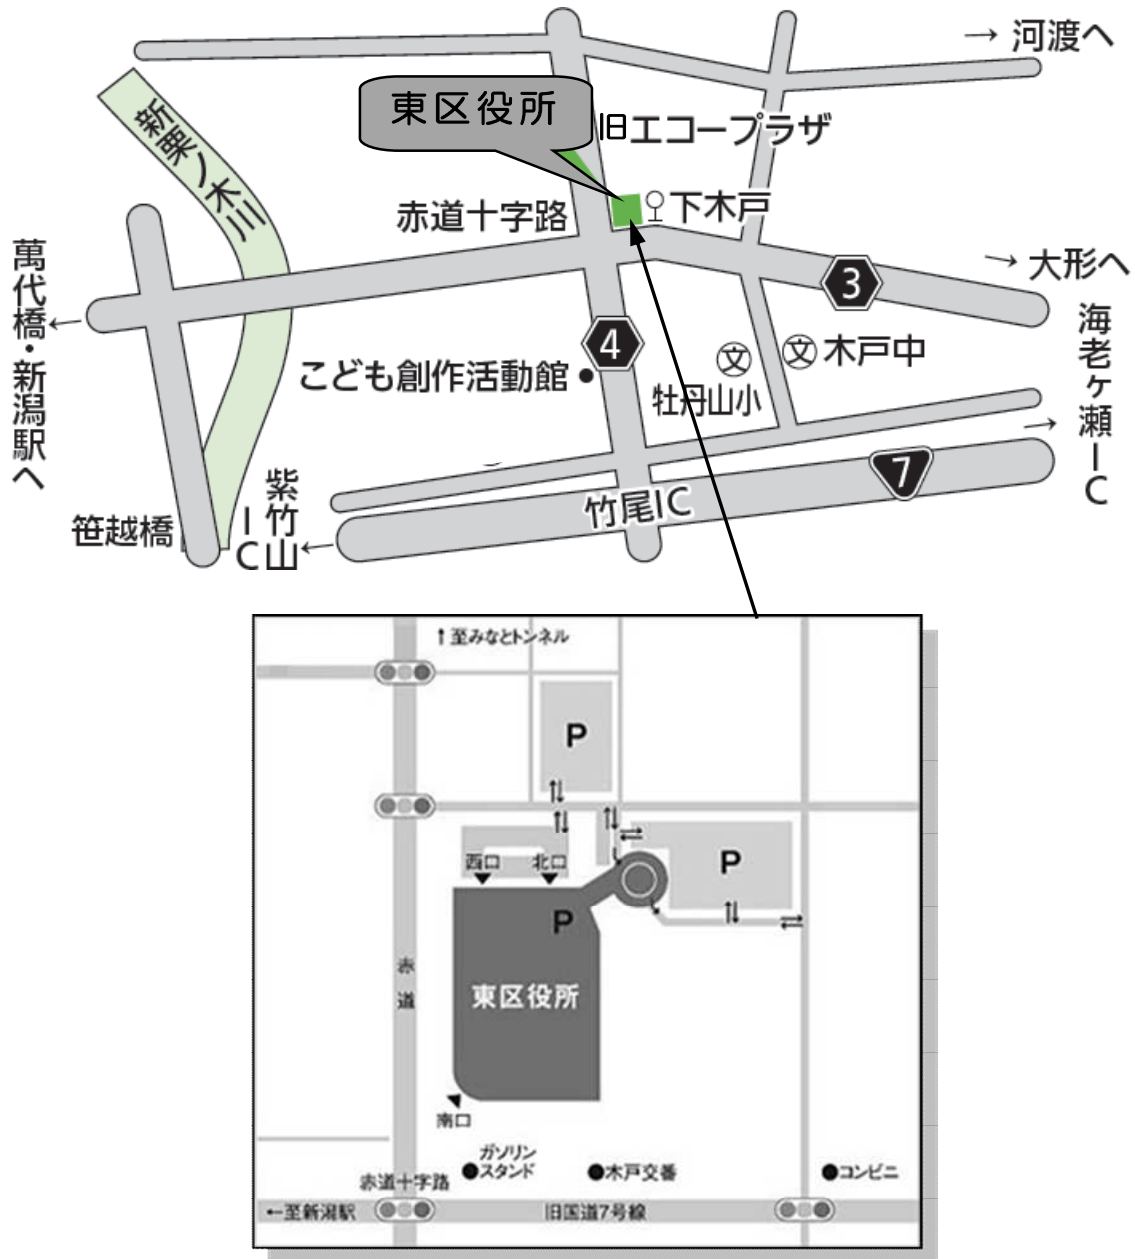 → 河渡へ
新栗ノ木川
東区役所
旧エコープラザ
下木戸
赤道十字路
→ 大形へ
3
萬代橋・新潟駅へ
←
4
文
文 木戸中
海老ヶ瀬IC
→
こども創作活動館
牡丹山小
7
竹尾IC
紫竹山IC
←
笹越橋
↑至みなとトンネル
P
P
西口
北口
P
東区役所
赤道
南口
ガソリン
スタンド
木戸交番
コンビニ
赤道十字路
←至新潟駅
旧国道7号線